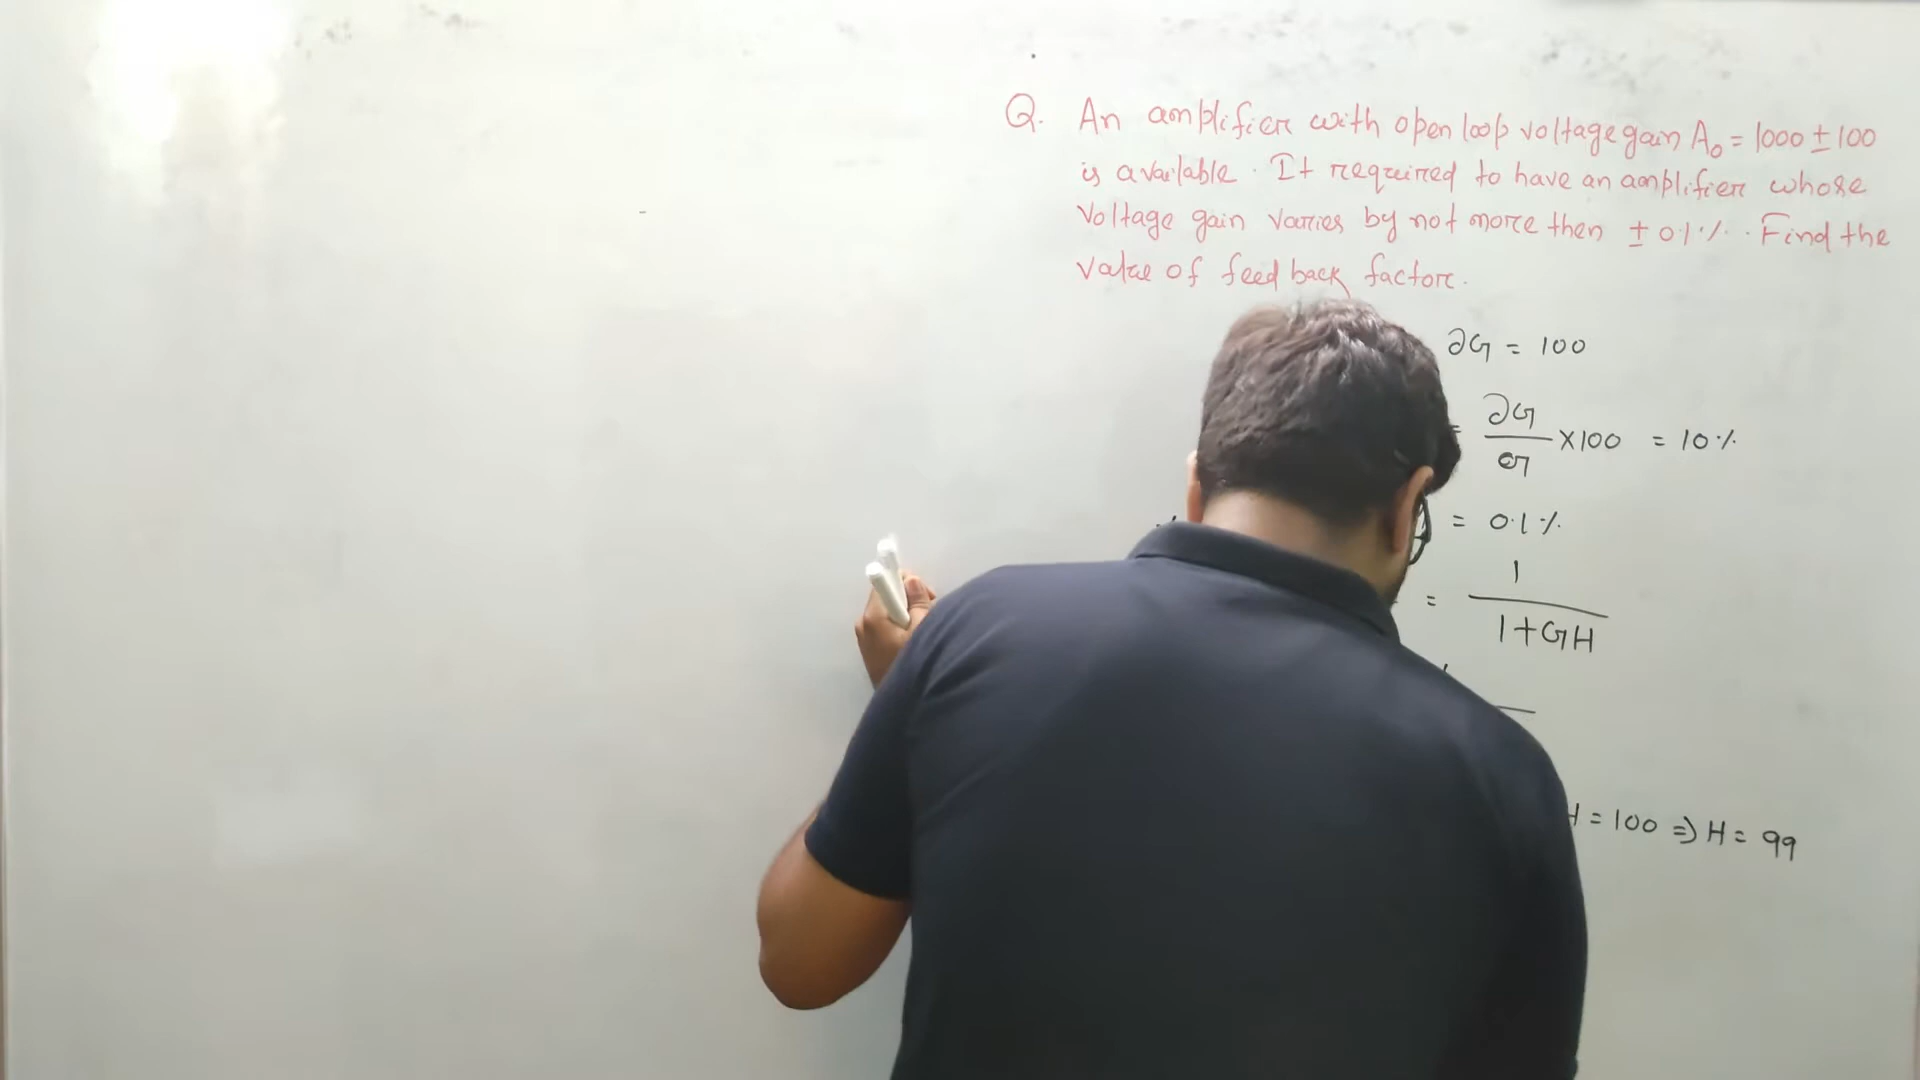 Q. An amplifier with open loop voltage gain A₀ = 1000 ± 100
is available. It required to have an amplifier whose
Voltage gain varies by not more then ± 0.1%. Find the
Value of feed back factor.
∂G = 100
= ∂G/G X100 = 10%
= 0.1%
= 1/1+GH
H = 100 ⇒ H = 99